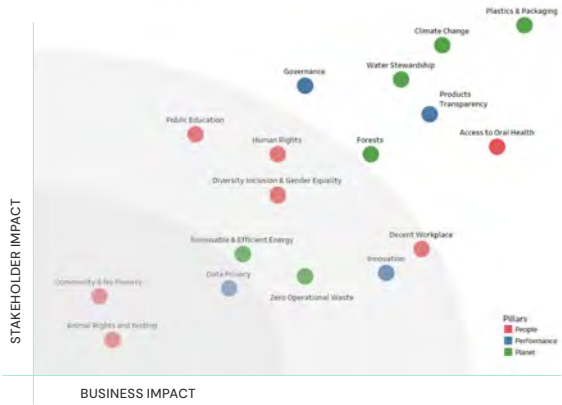 Plastics & Packaging
Climate Change
Water Stewardship
Governance
Products
Transparency
Public Education
Access to Oral Health
Human Rights
Forests
Diversity Inclusion & Gender Equality
Decent Workplace
Renewable & Efficient Energy
Innovation
Data Privacy
Community & No Poverty
Zero Operational Waste
Animal Rights and Testing
Pillars
People
Performance
Planet
STAKEHOLDER IMPACT
BUSINESS IMPACT